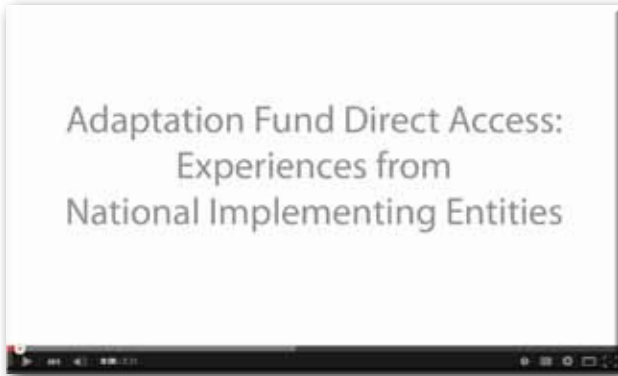 Adaptation Fund Direct Access:
Experiences from
National Implementing Entities